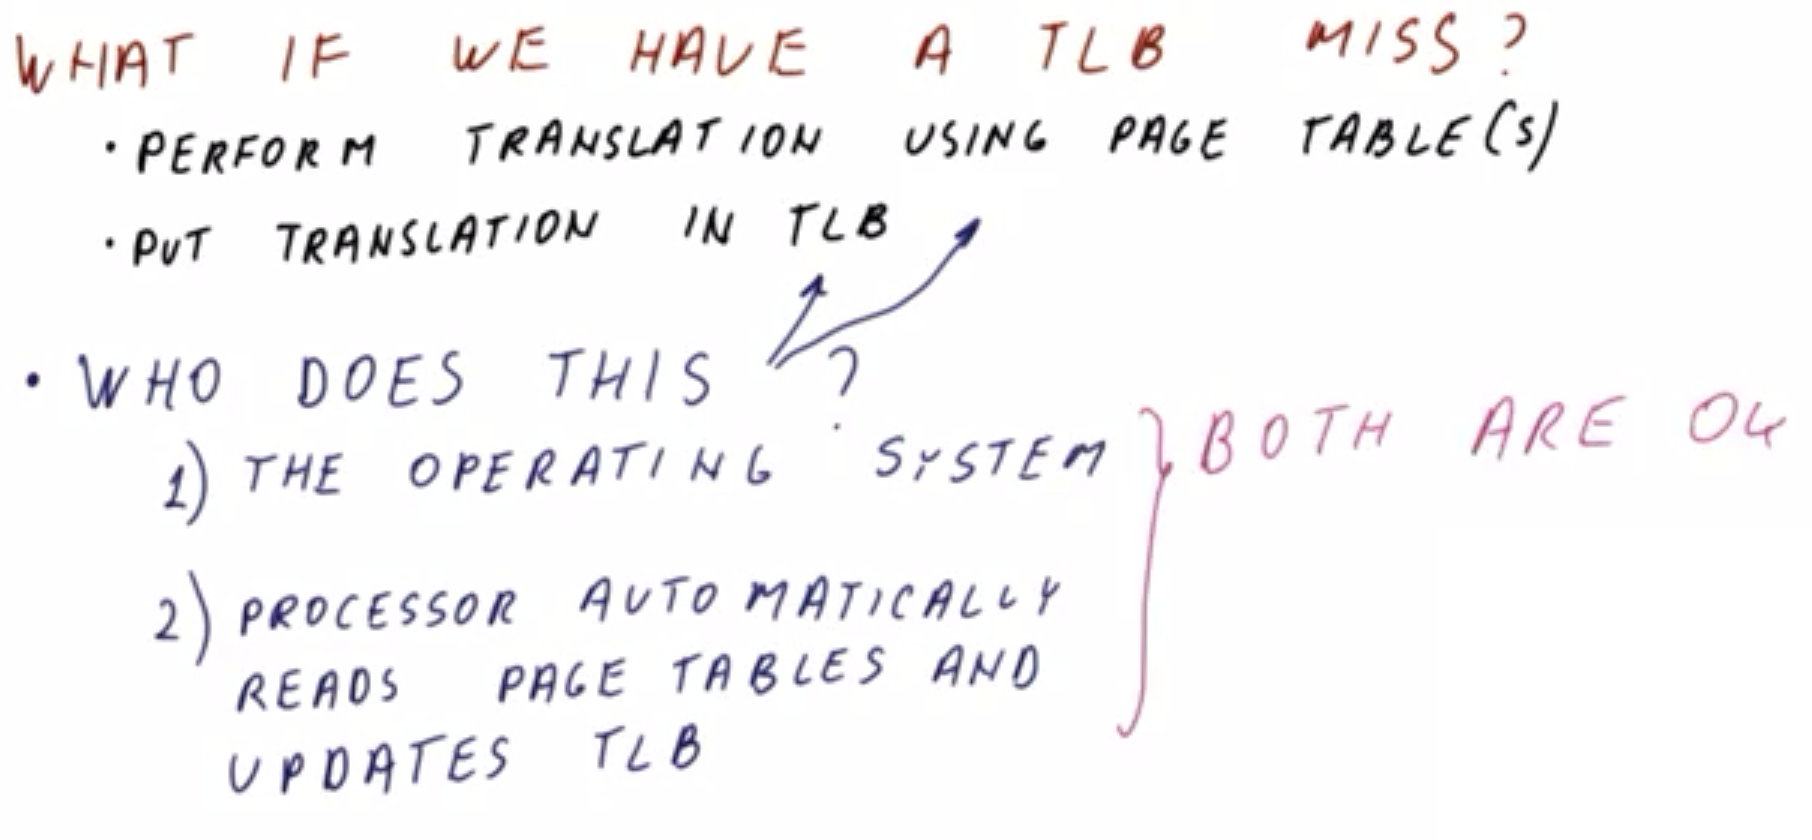 WHAT IF WE HAVE A TLB MISS?
• PERFORM TRANSLATION USING PAGE TABLE(S)
• PUT TRANSLATION IN TLB
• WHO DOES THIS ?
1) THE OPERATING SYSTEM } BOTH ARE OK
2) PROCESSOR AUTOMATICALLY
READS PAGE TABLES AND
UPDATES TLB